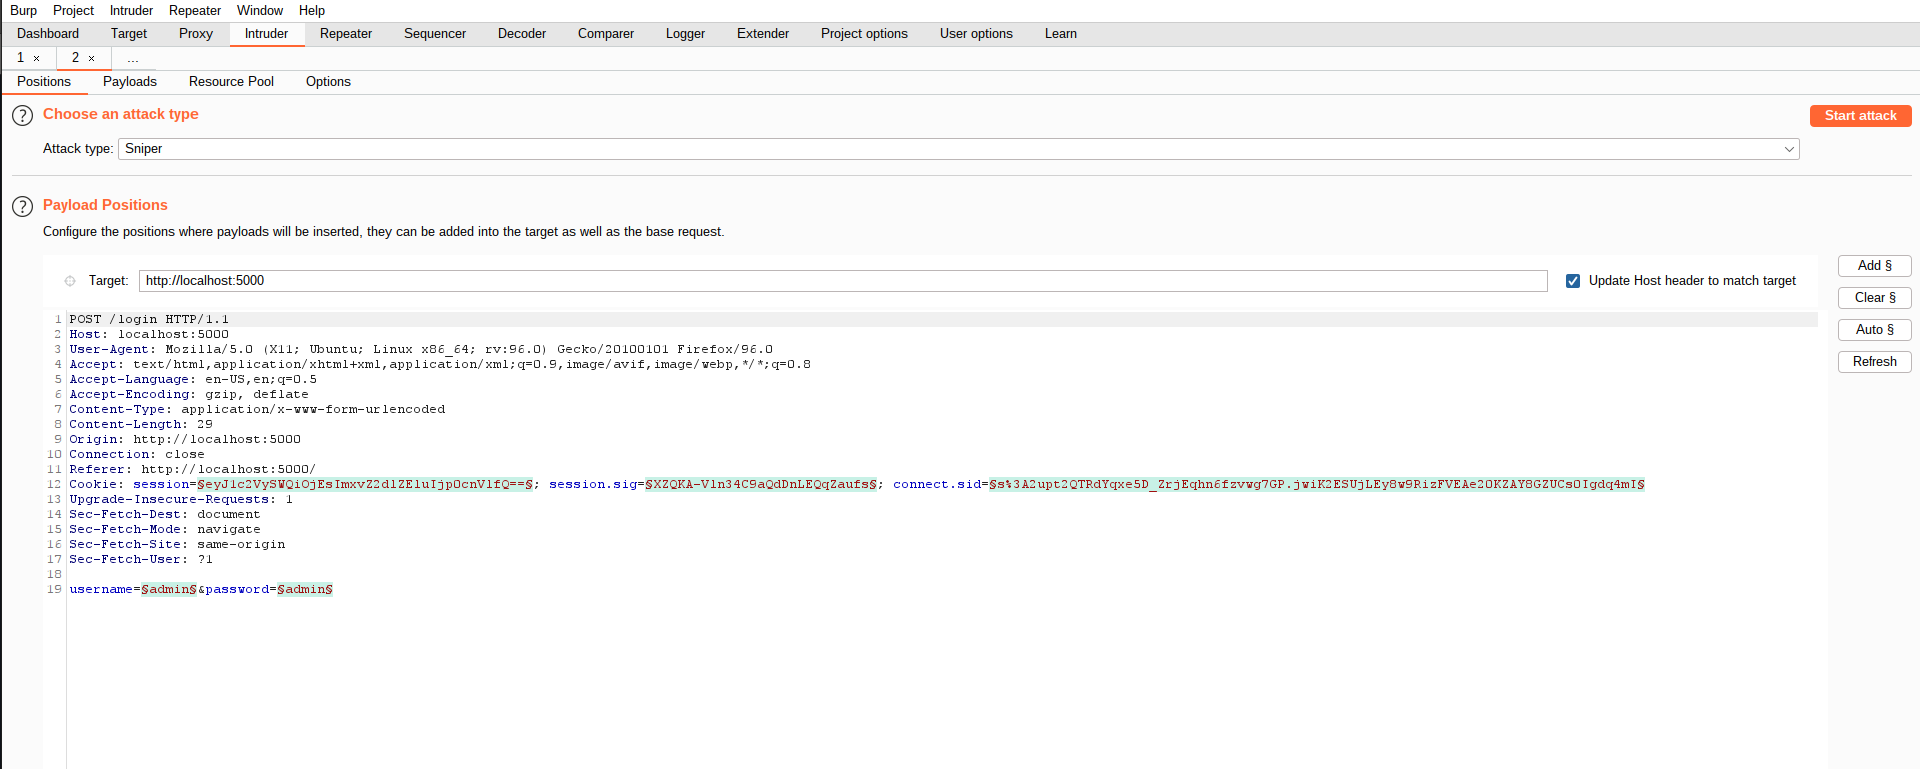 Burp Project Intruder Repeater Window Help
Dashboard Target Proxy Intruder Repeater Sequencer Decoder Comparer Logger Extender Project options User options Learn
1 × 2 × ...
Positions Payloads Resource Pool Options
? Choose an attack type
Start attack
Attack type: Sniper
? Payload Positions
Configure the positions where payloads will be inserted, they can be added into the target as well as the base request.
Target: http://localhost:5000
Update Host header to match target
Add §
Clear §
Auto §
Refresh
1 POST /login HTTP/1.1
2 Host: localhost:5000
3 User-Agent: Mozilla/5.0 (X11; Ubuntu; Linux x86_64; rv:96.0) Gecko/20100101 Firefox/96.0
4 Accept: text/html,application/xhtml+xml,application/xml;q=0.9,image/avif,image/webp,*/*;q=0.8
5 Accept-Language: en-US,en;q=0.5
6 Accept-Encoding: gzip, deflate
7 Content-Type: application/x-www-form-urlencoded
8 Content-Length: 29
9 Origin: http://localhost:5000
10 Connection: close
11 Referer: http://localhost:5000/
12 Cookie: session=§eyJ1c2VySWQiOjEsImxvZ2dlZEluIjp0cnVlfQ==§; session.sig=§XZQKA-Vln34C9aQdDnLEQqZaufs§; connect.sid=§s%3A2upt2QTRdYqxe5D_ZrjEqhn6fzvwg7GP.jwiK2ESUjLEy8w9RizFVEAe20KZAY8GZUCs0Igdq4mI§
13 Upgrade-Insecure-Requests: 1
14 Sec-Fetch-Dest: document
15 Sec-Fetch-Mode: navigate
16 Sec-Fetch-Site: same-origin
17 Sec-Fetch-User: ?1
18
19 username=§admin§&password=§admin§